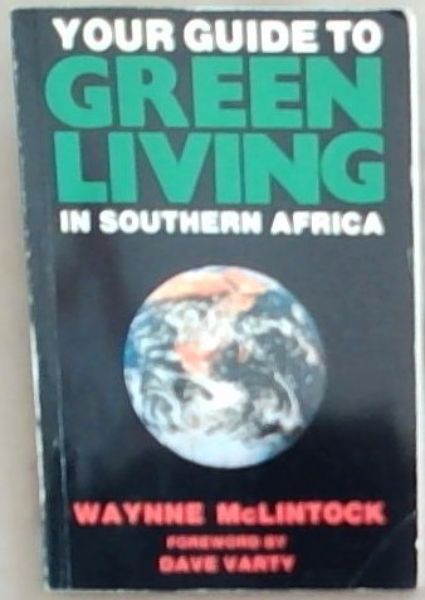 YOUR GUIDE TO
GREEN
LIVING
IN SOUTHERN AFRICA
WAYNNE McLINTOCK
FOREWORD BY
DAVE VARTY